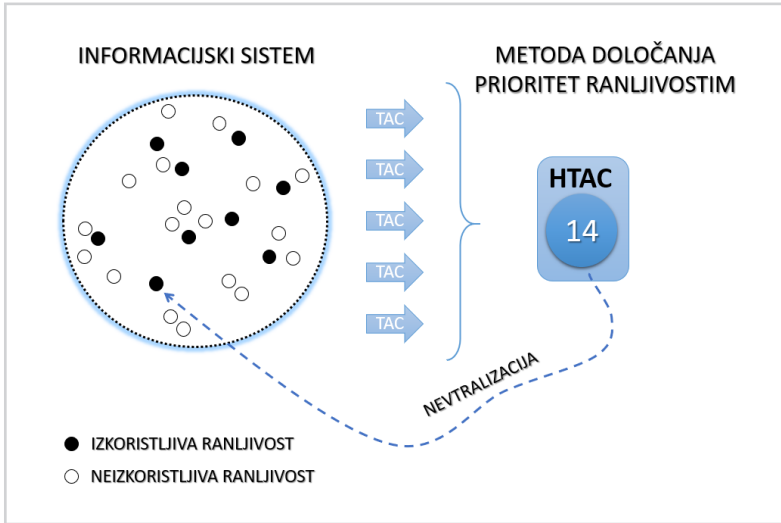 INFORMACIJSKI SISTEM
METODA DOLOČANJA
PRIORITET RANLJIVOSTIM
TAC
TAC
TAC
TAC
TAC
HTAC
14
NEVTRALIZACIJA
IZKORISTLJIVA RANLJIVOST
NEIZKORISTLJIVA RANLJIVOST